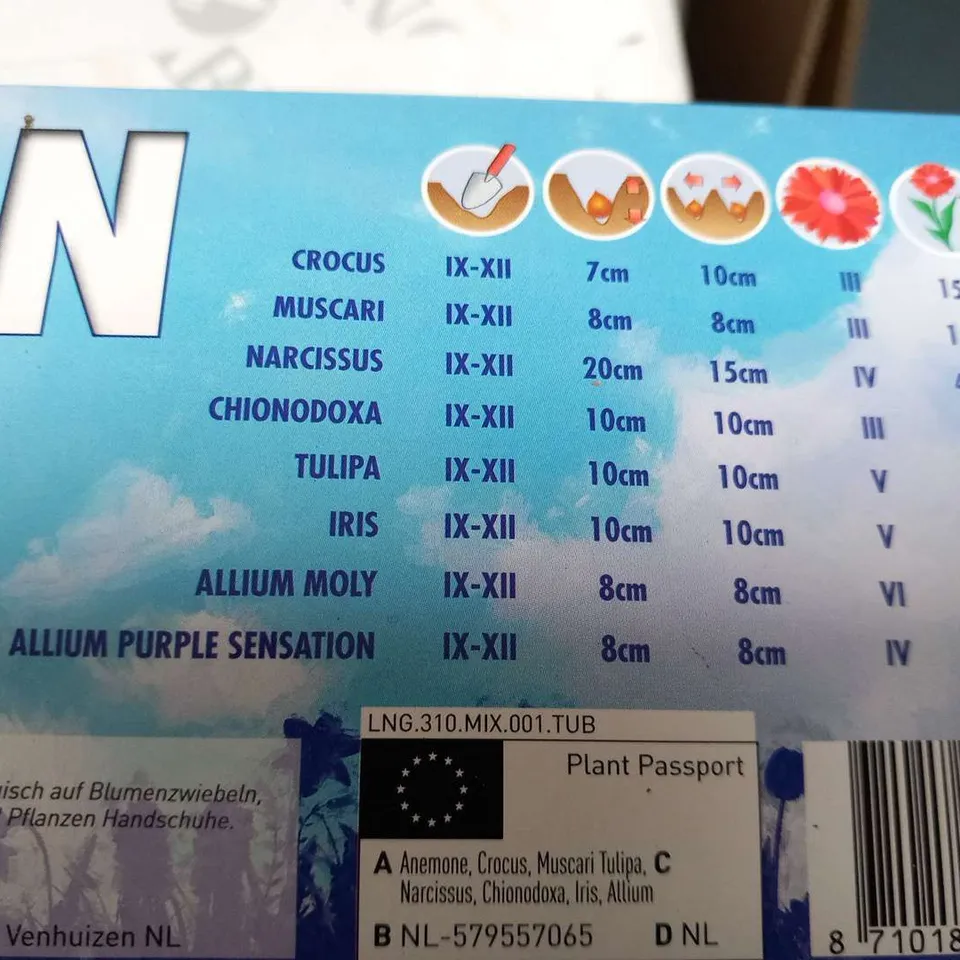 N
CROCUS IX-XII 7cm 10cm III 15
MUSCARI IX-XII 8cm 8cm III 1
NARCISSUS IX-XII 20cm 15cm IV
CHIONODOXA IX-XII 10cm 10cm III
TULIPA IX-XII 10cm 10cm V
IRIS IX-XII 10cm 10cm V
ALLIUM MOLY IX-XII 8cm 8cm VI
ALLIUM PURPLE SENSATION IX-XII 8cm 8cm IV
LNG.310.MIX.001.TUB
Plant Passport
isch auf Blumenzwiebeln,
Pflanzen Handschuhe.
A Anemone, Crocus, Muscari Tulipa, C
Narcissus, Chionodoxa, Iris, Allium
Venhuizen NL
B NL-579557065 D NL
8 71018